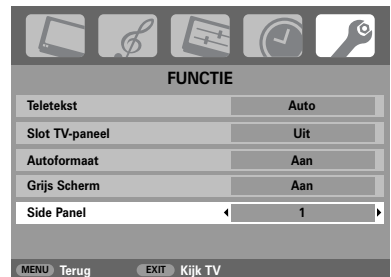 FUNCTIE
Teletekst Auto
Slot TV-paneel Uit
Autoformaat Aan
Grijs Scherm Aan
Side Panel 1
MENU Terug EXIT Kijk TV